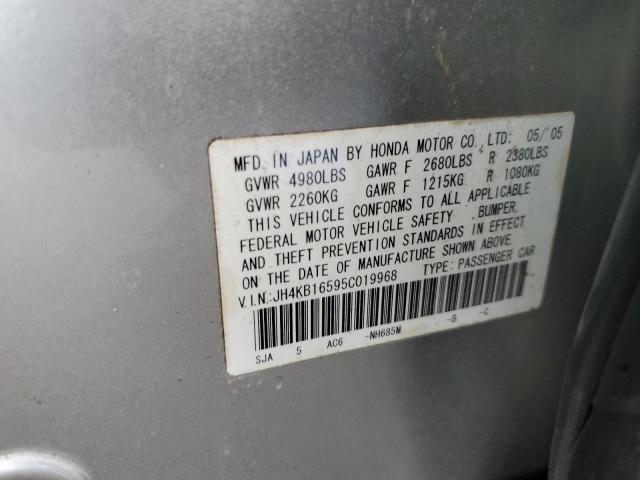 MFD. IN JAPAN BY HONDA MOTOR CO., LTD: 05/'05
GVWR 4980LBS GAWR F 2680LBS R 2380LBS
GVWR 2260KG GAWR F 1215KG R 1080KG
THIS VEHICLE CONFORMS TO ALL APPLICABLE
FEDERAL MOTOR VEHICLE SAFETY , BUMPER,
AND THEFT PREVENTION STANDARDS IN EFFECT
ON THE DATE OF MANUFACTURE SHOWN ABOVE.
V.I.N.:JH4KB16595C019968 TYPE: PASSENGER CAR
SJA 5 AC6 -NH685M -B -C